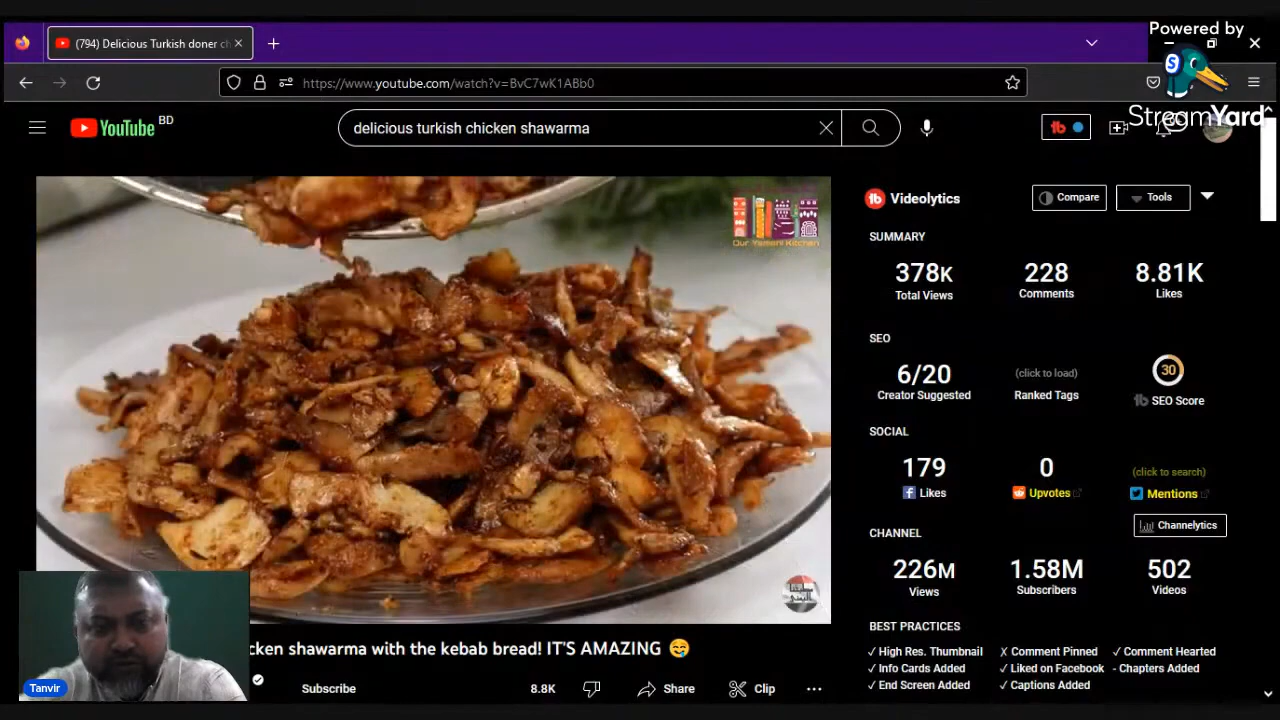 Powered by
StreamYard
(794) Delicious Turkish doner ch
https://www.youtube.com/watch?v=BvC7wK1ABb0
YouTube BD
delicious turkish chicken shawarma
Our Yemeni Kitchen
Videolytics
Compare
Tools
SUMMARY
378K 228 8.81K
Total Views Comments Likes
SEO
6/20 (click to load) 30
Creator Suggested Ranked Tags tb SEO Score
SOCIAL
179 0 (click to search)
Likes Upvotes Mentions
Channelytics
CHANNEL
226M 1.58M 502
Views Subscribers Videos
BEST PRACTICES
✓ High Res. Thumbnail ✗ Comment Pinned ✓ Comment Hearted
✓ Info Cards Added ✓ Liked on Facebook - Chapters Added
✓ End Screen Added ✓ Captions Added
cken shawarma with the kebab bread! IT'S AMAZING 🤤
Tanvir
Subscribe 8.8K Share Clip